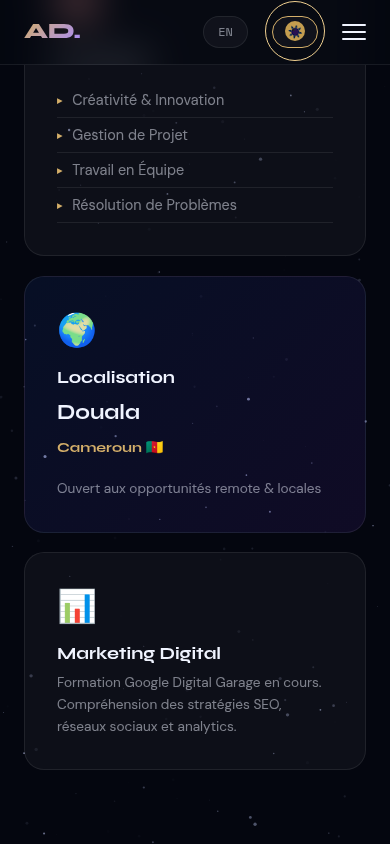 AD.
EN
Créativité & Innovation
Gestion de Projet
Travail en Équipe
Résolution de Problèmes
Localisation
Douala
Cameroun 🇨🇲
Ouvert aux opportunités remote & locales
Marketing Digital
Formation Google Digital Garage en cours.
Compréhension des stratégies SEO,
réseaux sociaux et analytics.